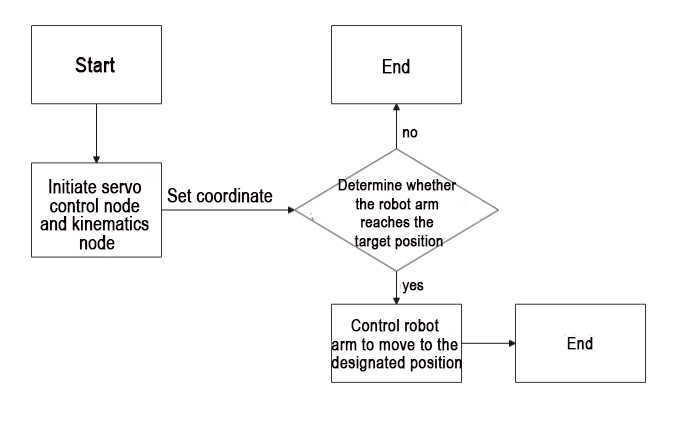 Start
End
no
Initiate servo
control node
and kinematics
node
Set coordinate
Determine whether
the robot arm
reaches the
target position
yes
Control robot
arm to move to the
designated position
End